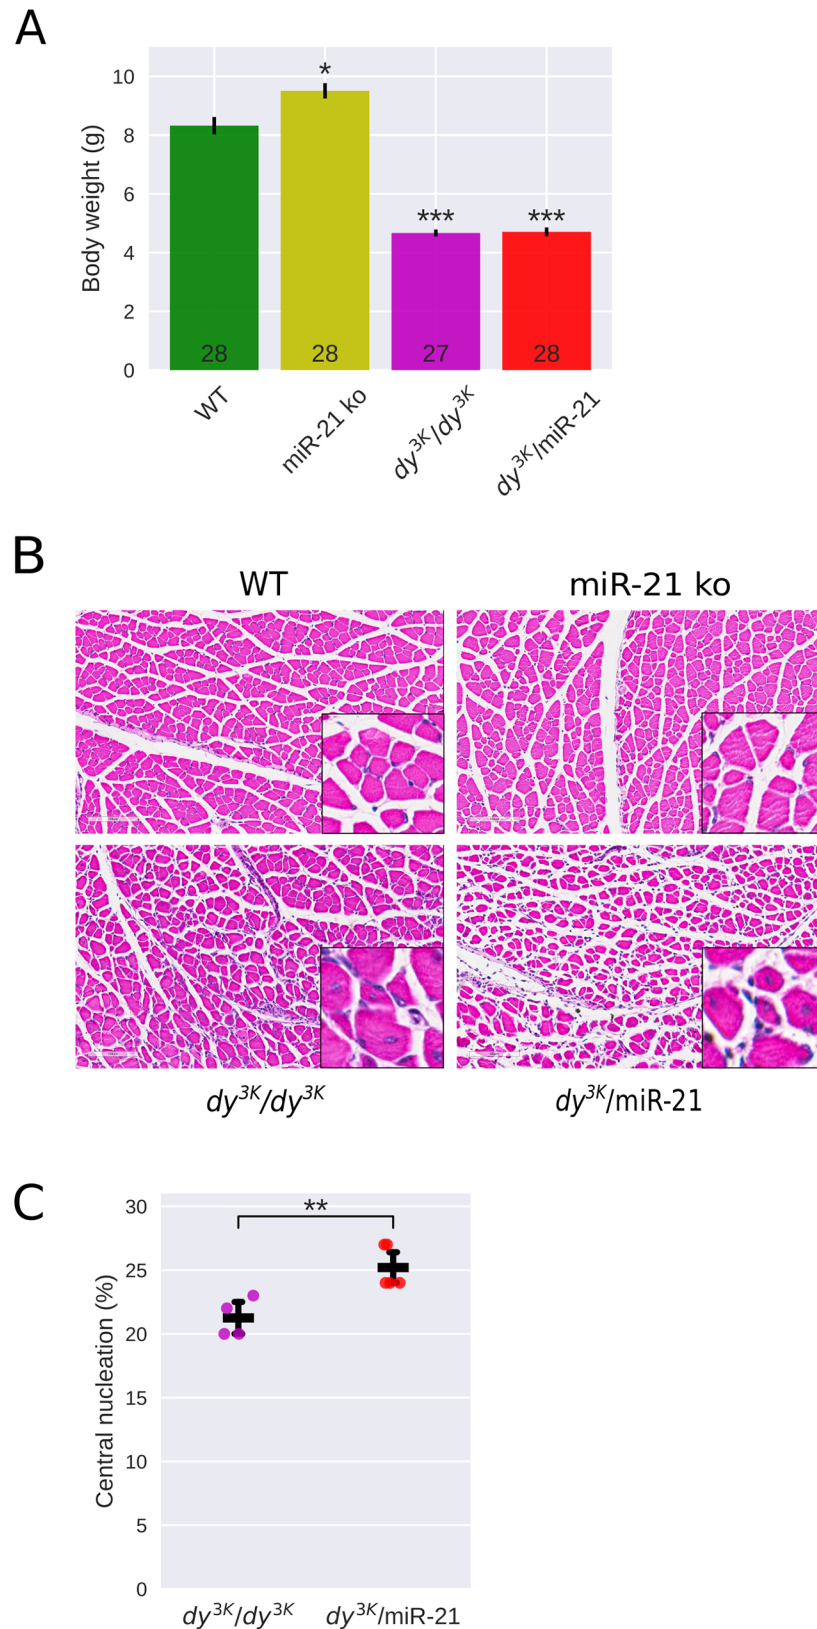 A
Body weight (g)
10
8
6
4
2
0
*
***
***
28
28
27
28
WT
miR-21 ko
dy³ᴷ/dy³ᴷ
dy³ᴷ/miR-21
B
WT
miR-21 ko
dy³ᴷ/dy³ᴷ
dy³ᴷ/miR-21
C
Central nucleation (%)
30
25
20
15
10
5
0
**
dy³ᴷ/dy³ᴷ
dy³ᴷ/miR-21